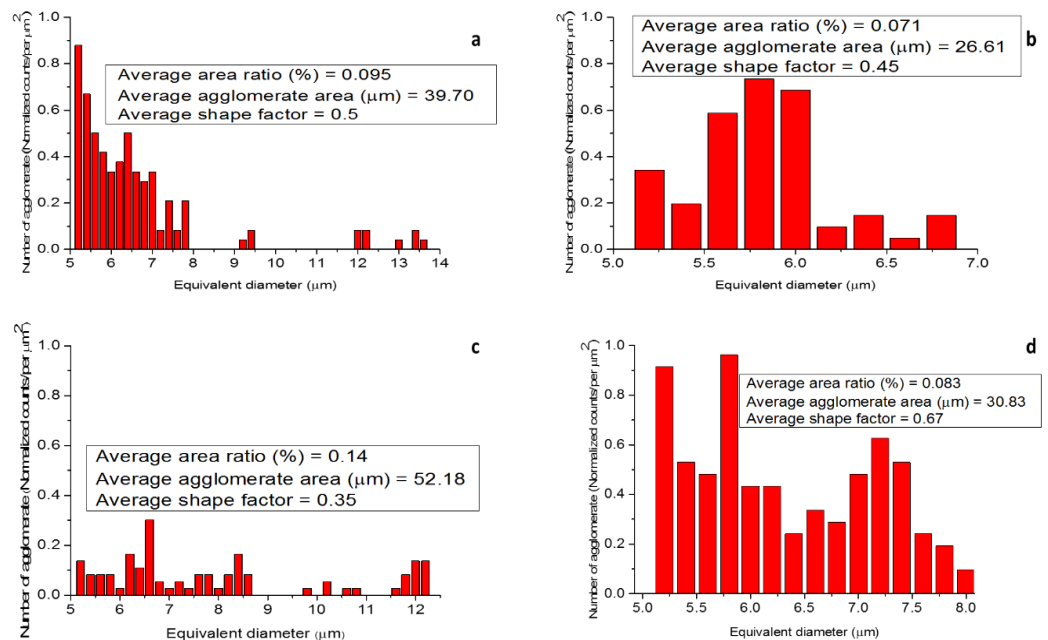 a
Average area ratio (%) = 0.095
Average agglomerate area (μm) = 39.70
Average shape factor = 0.5
Number of agglomerate (Normalized counts/per μm²
1.0
0.8
0.6
0.4
0.2
0.0
5 6 7 8 9 10 11 12 13 14
Equivalent diameter (μm)
b
Average area ratio (%) = 0.071
Average agglomerate area (μm) = 26.61
Average shape factor = 0.45
Number of agglomerate (Normalized counts/per μm²)
1.0
0.8
0.4
0.2
0.0
5.0 5.5 6.0 6.5 7.0
Equivalent diameter (μm)
c
Average area ratio (%) = 0.14
Average agglomerate area (μm) = 52.18
Average shape factor = 0.35
Number of agglomerate (Normalized counts/per μm²
1.0
0.8
0.6
0.4
0.2
0.0
5 6 7 8 9 10 11 12
Equivalent diameter (μm)
d
Average area ratio (%) = 0.083
Average agglomerate area (μm) = 30.83
Average shape factor = 0.67
Number of agglomerate (Normalized counts/per μm²)
1.0
0.8
0.6
0.4
0.2
0.0
5.0 5.5 6.0 6.5 7.0 7.5 8.0
Equivalent diameter (μm)